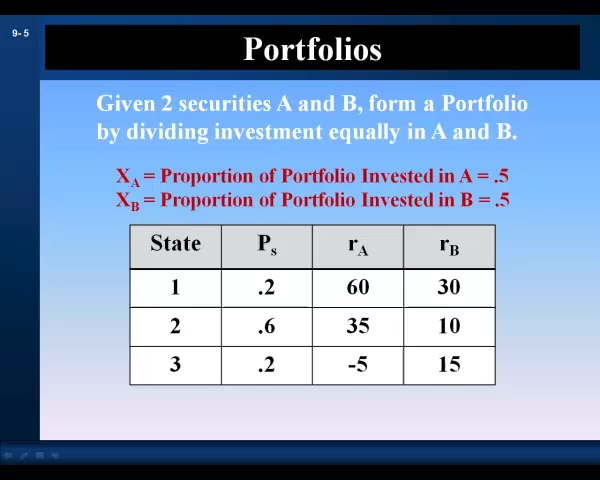 9- 5
Portfolios
Given 2 securities A and B, form a Portfolio
by dividing investment equally in A and B.
XA = Proportion of Portfolio Invested in A = .5
XB = Proportion of Portfolio Invested in B = .5
State Ps rA rB
1 .2 60 30
2 .6 35 10
3 .2 -5 15